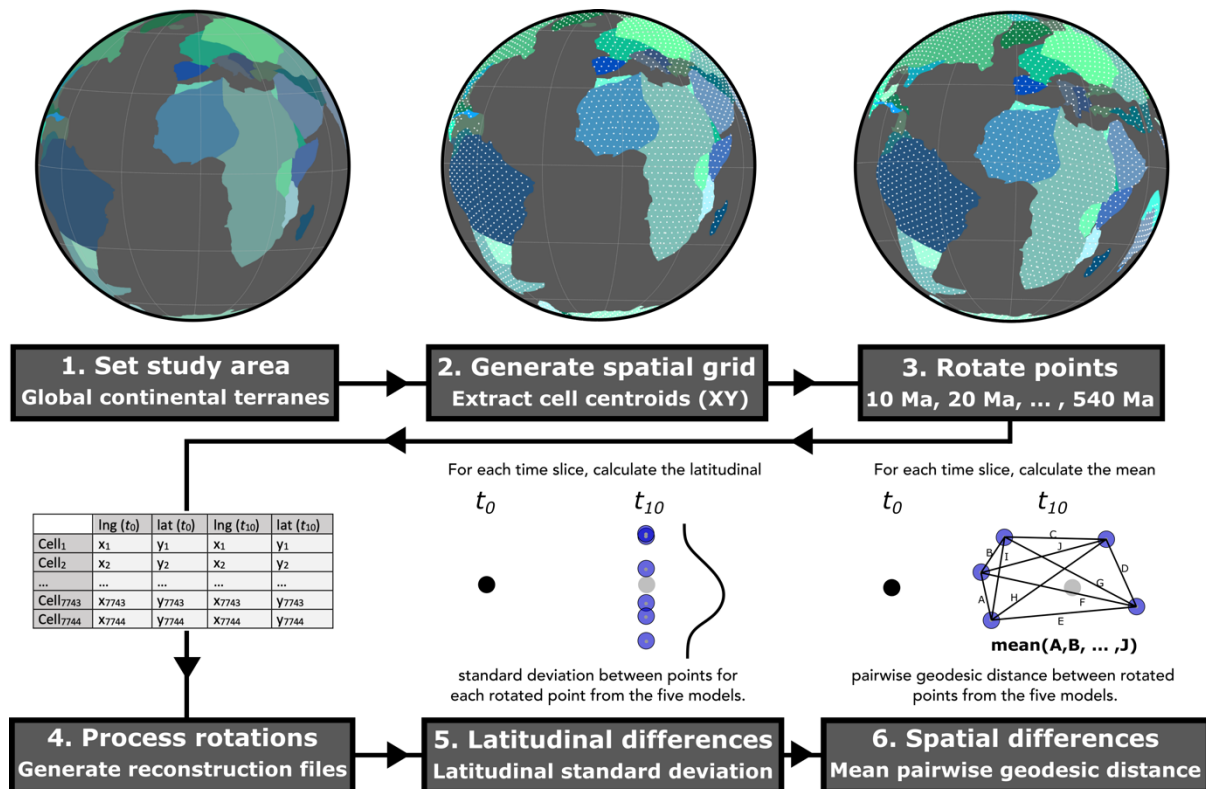 1. Set study area
Global continental terranes
2. Generate spatial grid
Extract cell centroids (XY)
3. Rotate points
10 Ma, 20 Ma, ... , 540 Ma
lng (t0) lat (t0) lng (t10) lat (t10)
Cell1 x1 y1 x1 y1
Cell2 x2 y2 x2 y2
... ... ... ... ...
Cell7743 x7743 y7743 x7743 y7743
Cell7744 x7744 y7744 x7744 y7744
For each time slice, calculate the latitudinal
t0 t10
standard deviation between points for
each rotated point from the five models.
For each time slice, calculate the mean
t0 t10
C
B I J
D
G
A H F
E
mean(A,B, ... ,J)
pairwise geodesic distance between rotated
points from the five models.
4. Process rotations
Generate reconstruction files
5. Latitudinal differences
Latitudinal standard deviation
6. Spatial differences
Mean pairwise geodesic distance